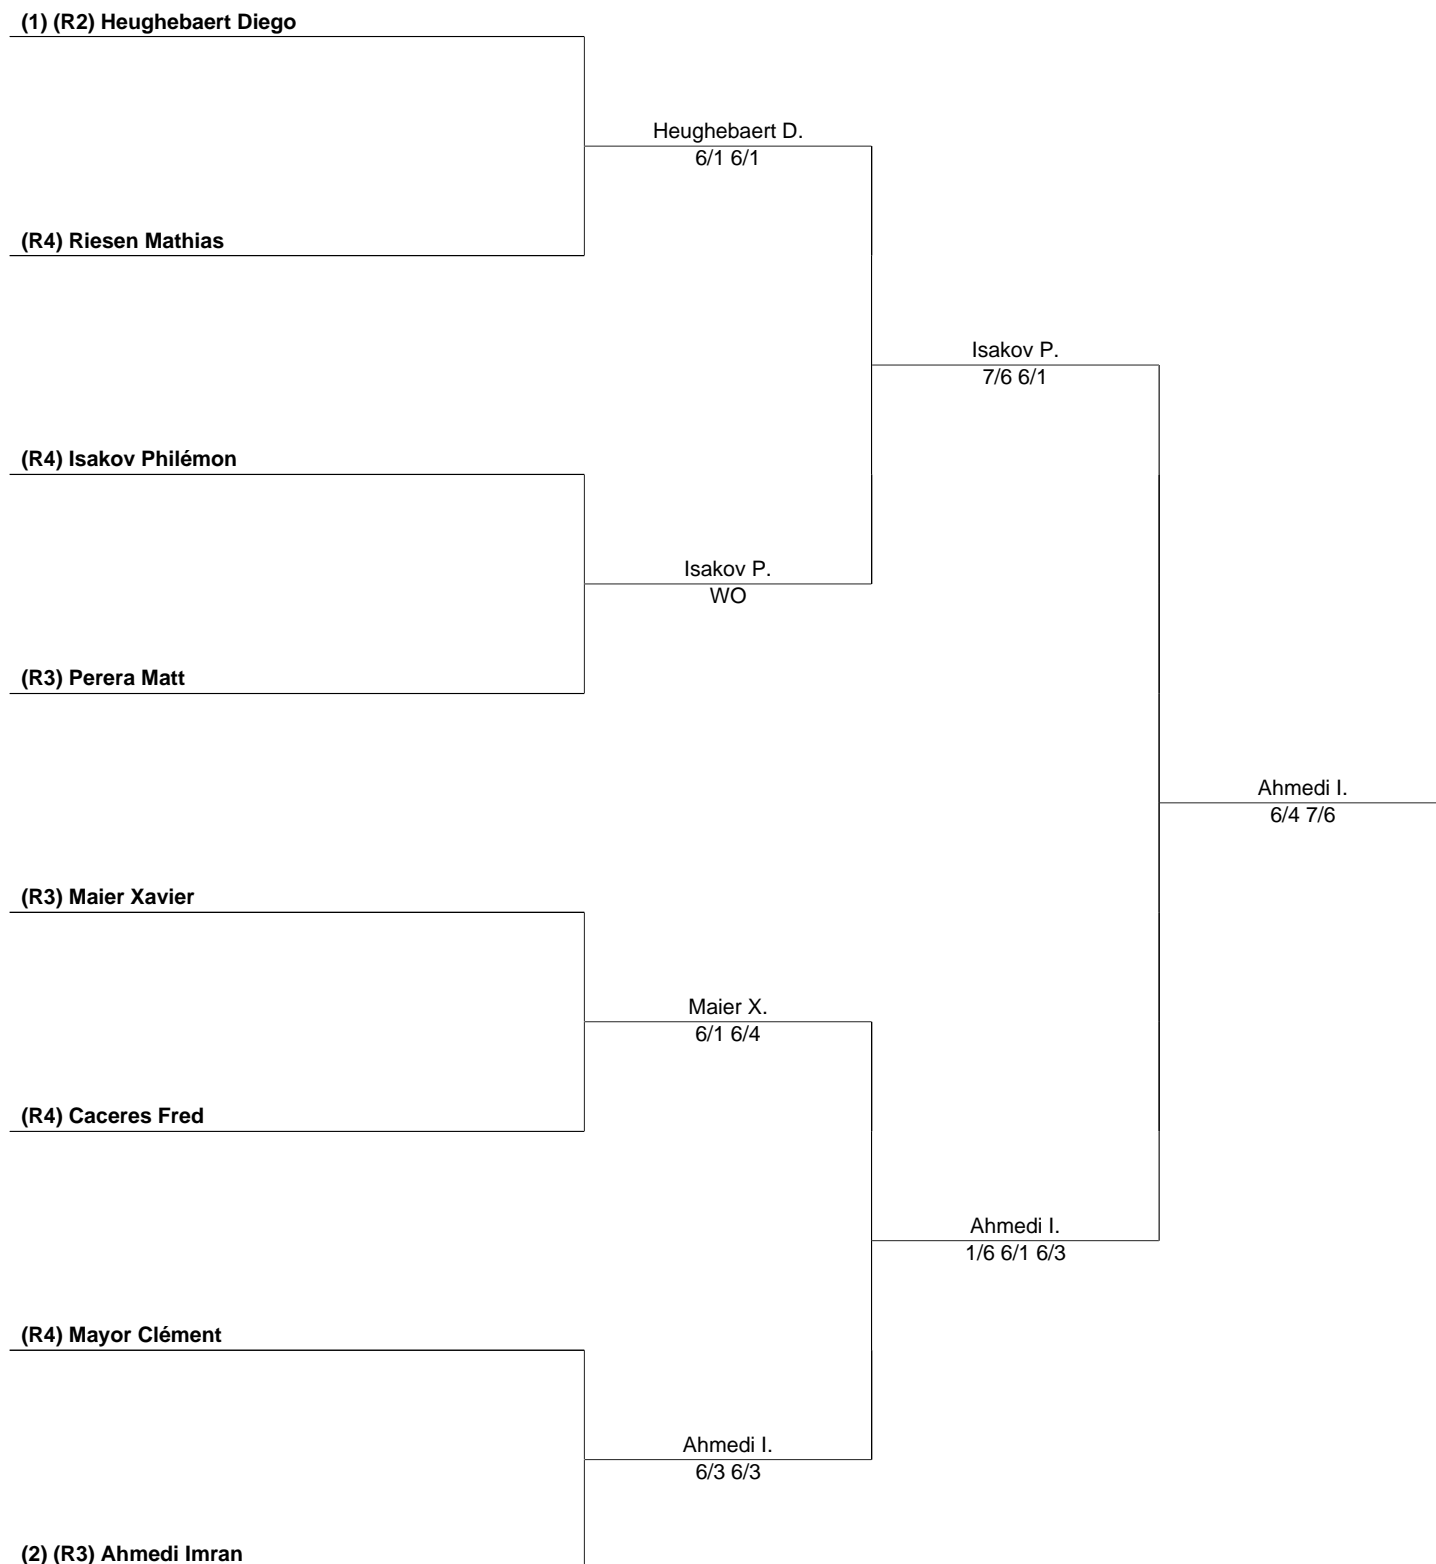 (1) (R2) Heughebaert Diego
Heughebaert D.
6/1 6/1
(R4) Riesen Mathias
Isakov P.
7/6 6/1
(R4) Isakov Philémon
Isakov P.
WO
(R3) Perera Matt
Ahmedi I.
6/4 7/6
(R3) Maier Xavier
Maier X.
6/1 6/4
(R4) Caceres Fred
Ahmedi I.
1/6 6/1 6/3
(R4) Mayor Clément
Ahmedi I.
6/3 6/3
(2) (R3) Ahmedi Imran